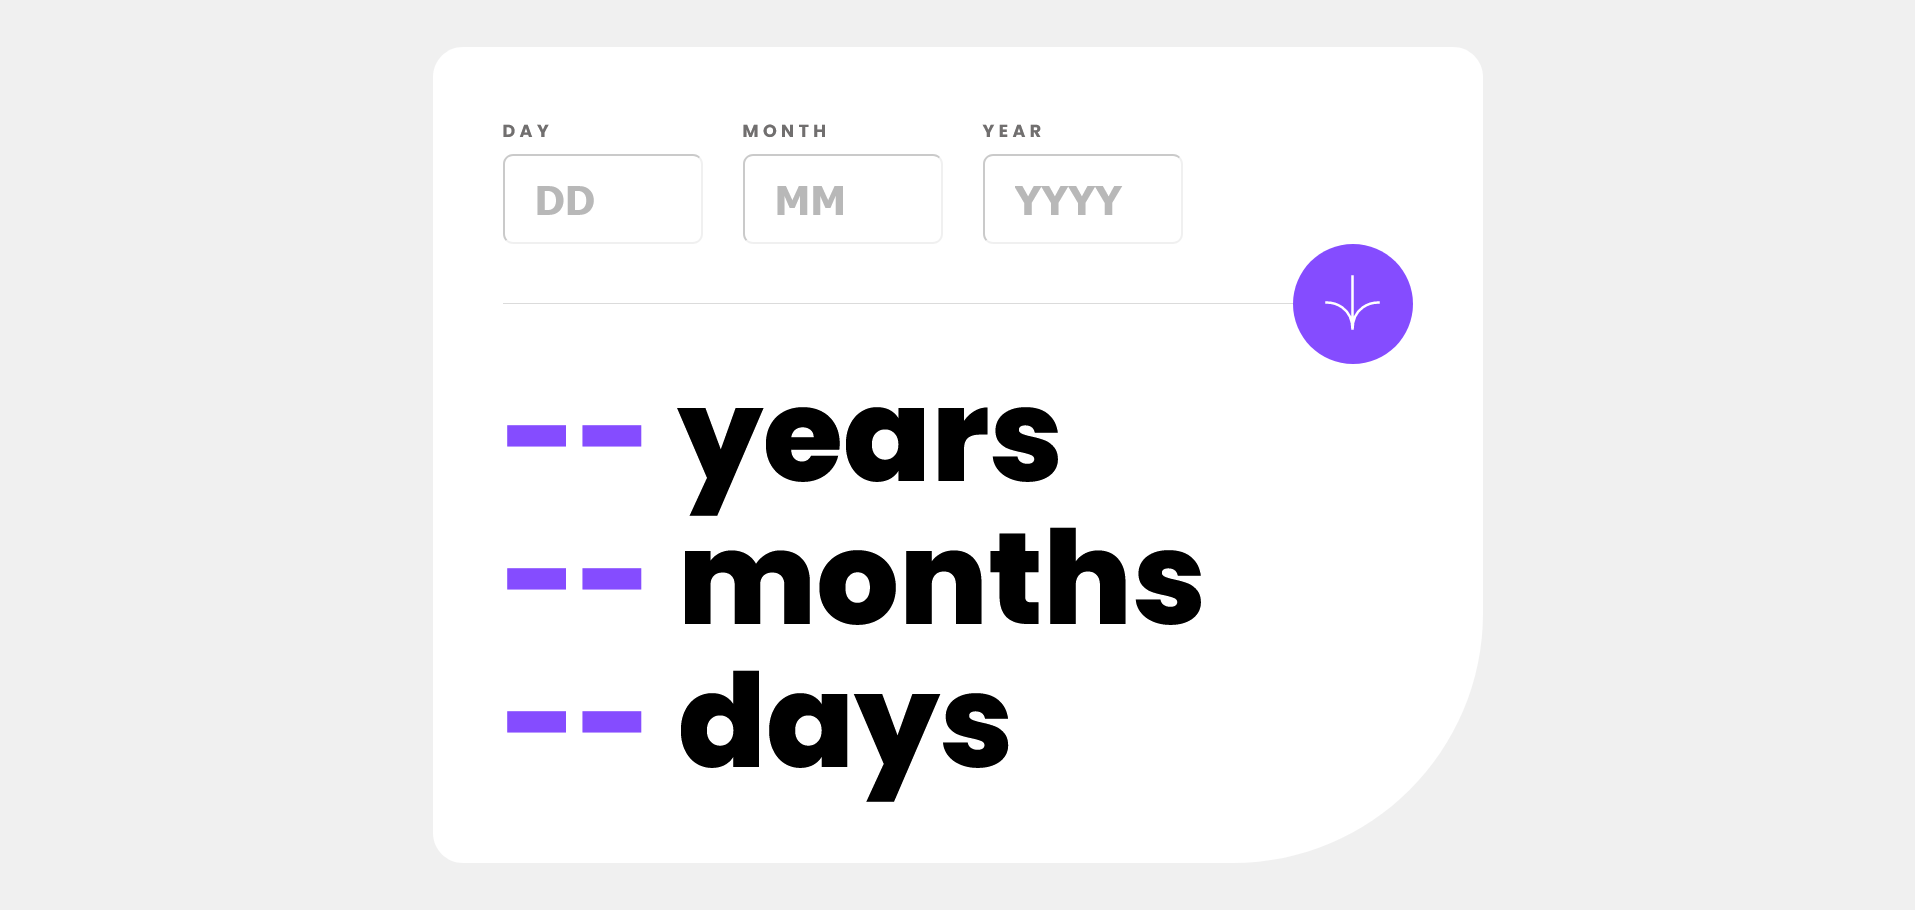 DAY MONTH YEAR
DD MM YYYY
-- years
-- months
-- days